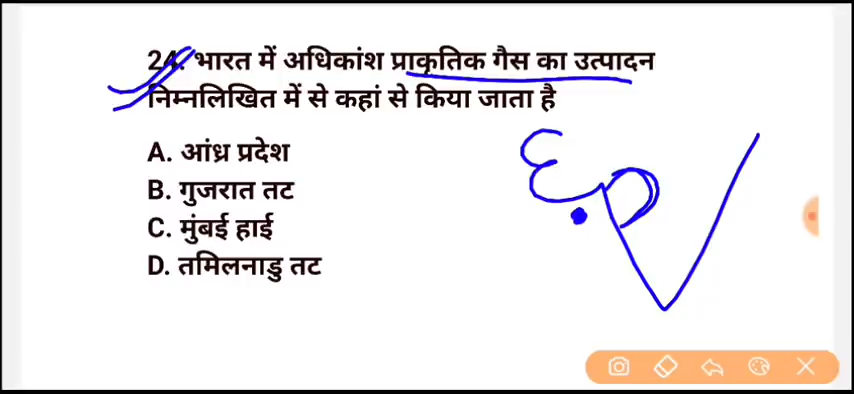 24. भारत में अधिकांश प्राकृतिक गैस का उत्पादन
निम्नलिखित में से कहां से किया जाता है
A. आंध्र प्रदेश
B. गुजरात तट
C. मुंबई हाई
D. तमिलनाडु तट